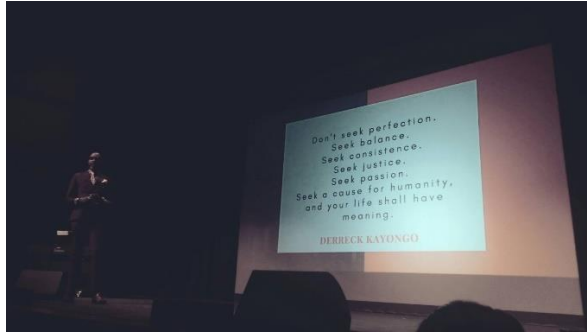 Don't seek perfection,
Seek balance.
Seek consistence.
Seek justice.
Seek passion.
Seek a cause for humanity,
and your life shall have
meaning.
DERRECK KAYONGO